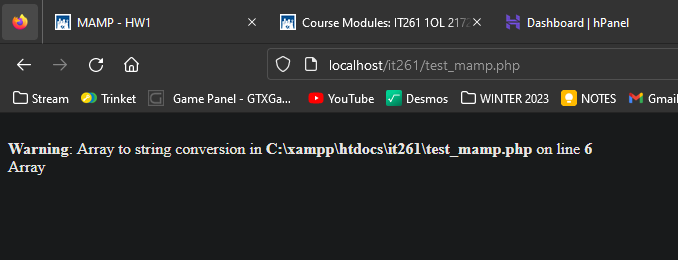 MAMP - HW1
Course Modules: IT261 1OL 2172
Dashboard | hPanel
localhost/it261/test_mamp.php
Stream Trinket Game Panel - GTXGa... YouTube Desmos WINTER 2023 NOTES Gmail
Warning: Array to string conversion in C:\xampp\htdocs\it261\test_mamp.php on line 6
Array